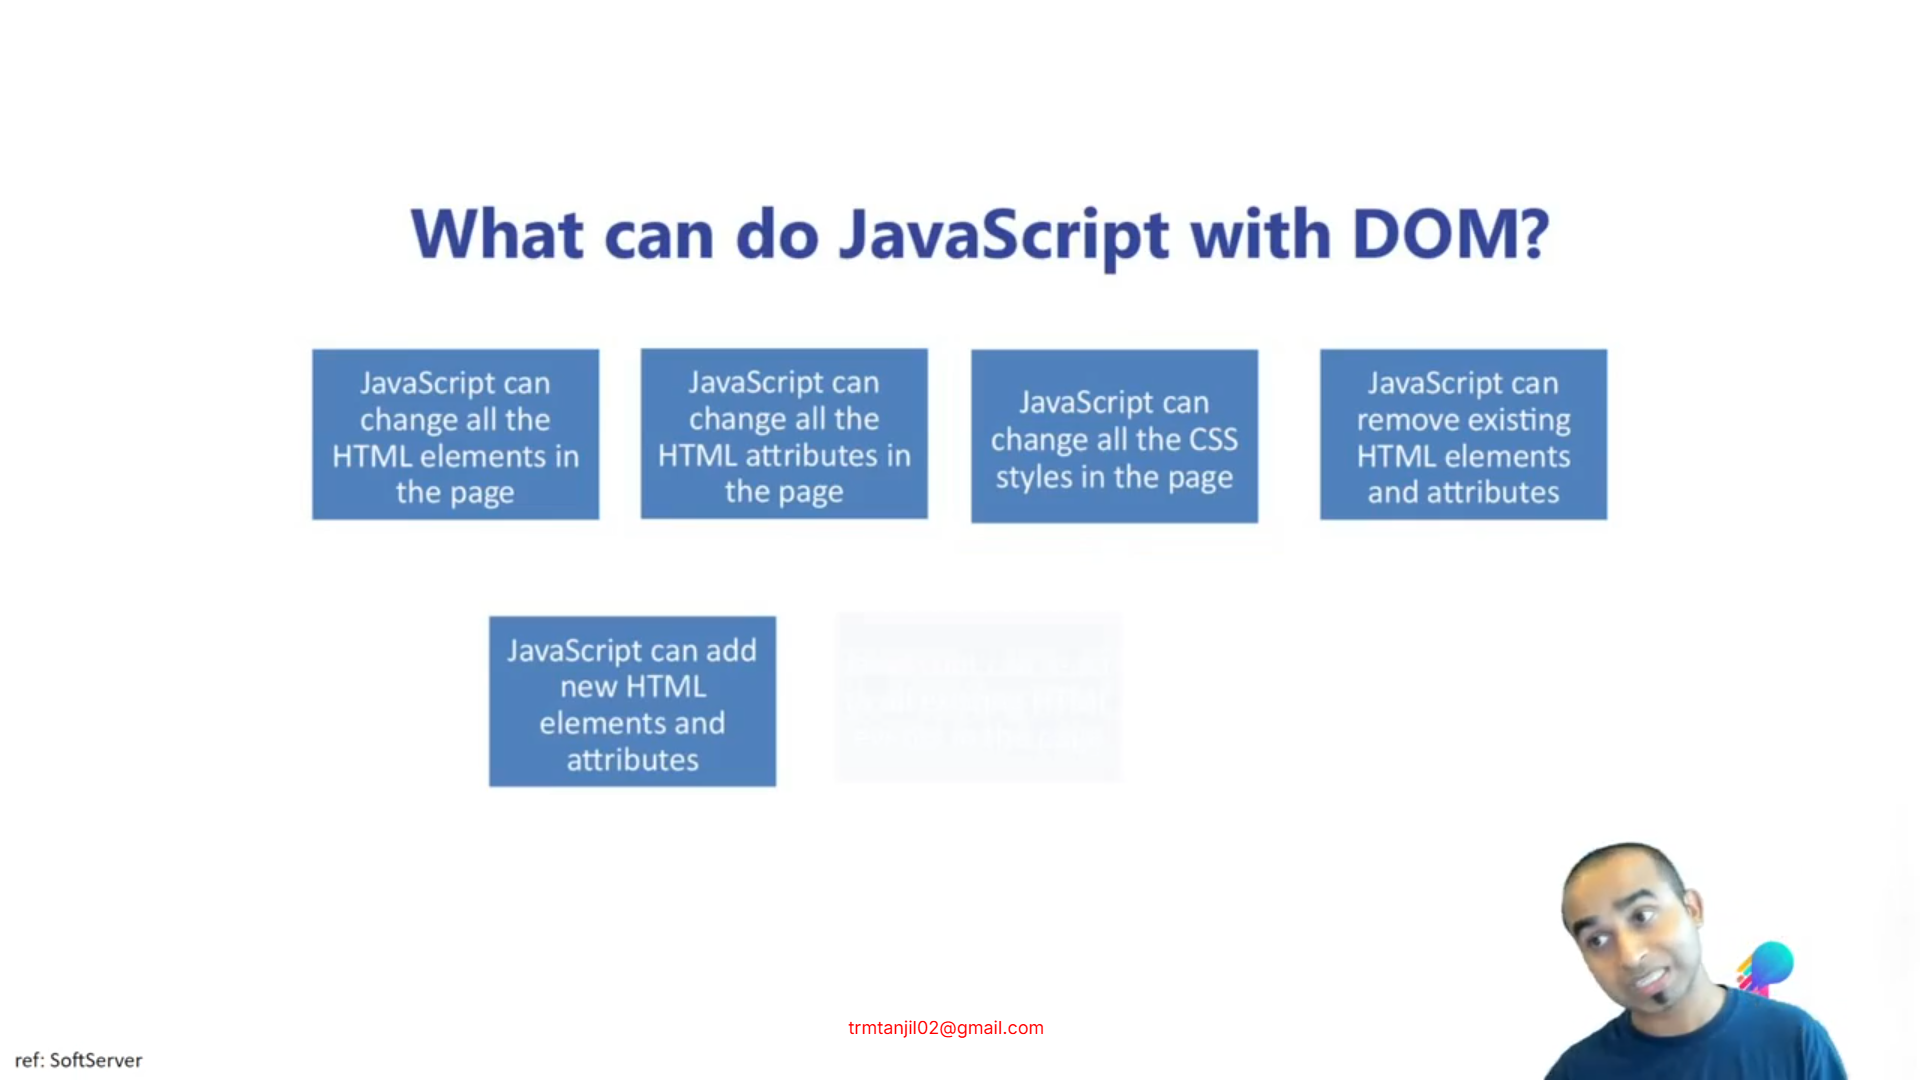 What can do JavaScript with DOM?
JavaScript can
change all the
HTML elements in
the page
JavaScript can
change all the
HTML attributes in
the page
JavaScript can
change all the CSS
styles in the page
JavaScript can
remove existing
HTML elements
and attributes
JavaScript can add
new HTML
elements and
attributes
trmtanjil02@gmail.com
ref: SoftServer